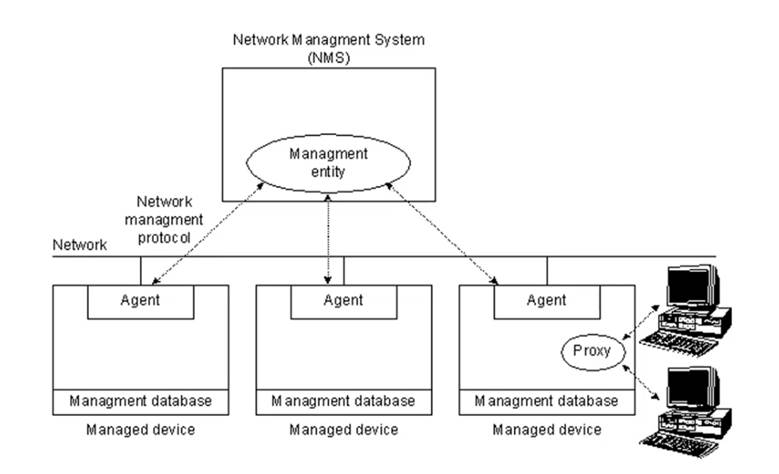 Network Managment System
(NMS)
Managment
entity
Network
managment
protocol
Network
Agent
Agent
Agent
Proxy
Managment database
Managment database
Managment database
Managed device
Managed device
Managed device